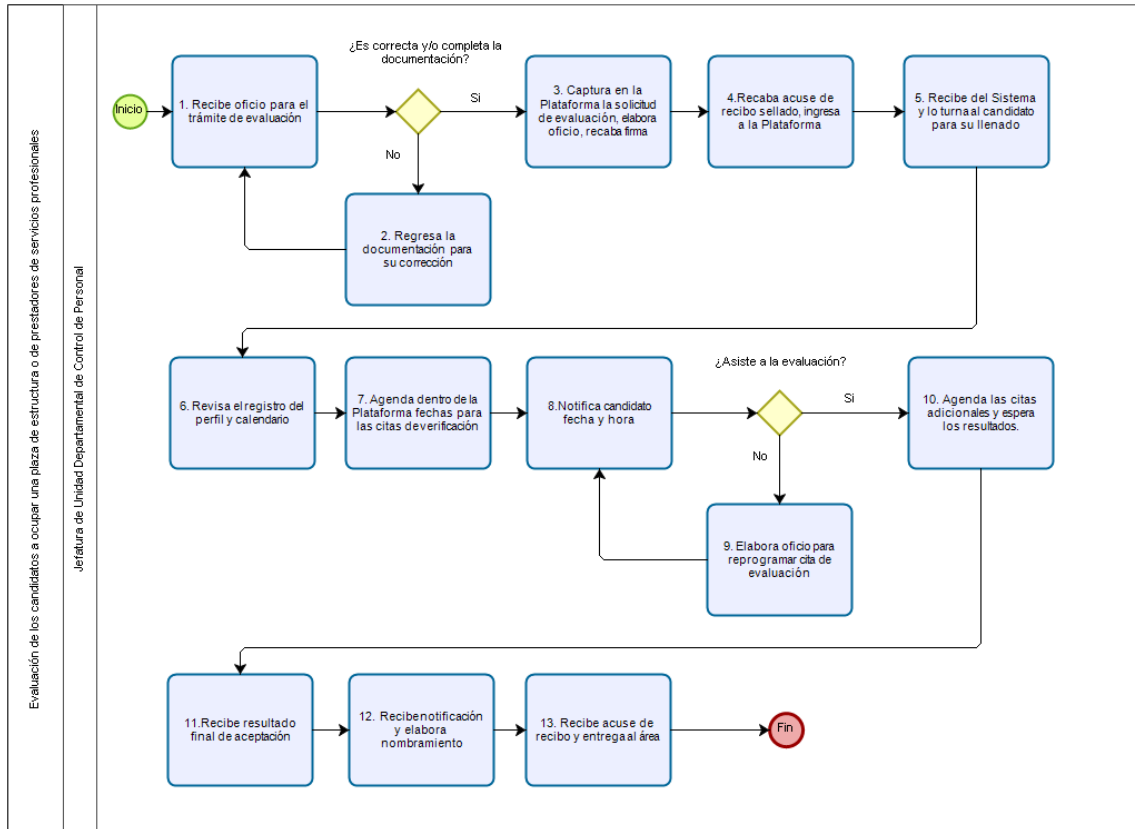 Evaluación de los candidatos a ocupar una plaza de estructura o de prestadores de servicios profesionales
Jefatura de Unidad Departamental de Control de Personal
Inicio
1. Recibe oficio para el
trámite de evaluación
¿Es correcta y/o completa la
documentación?
Si
No
2. Regresa la
documentación para
su corrección
3. Captura en la
Plataforma la solicitud
de evaluación, elabora
oficio, recaba firma
4.Recaba acuse de
recibo sellado, ingresa
a la Plataforma
5. Recibe del Sistema
y lo turna al candidato
para su llenado
6. Revisa el registro del
perfil y calendario
7. Agenda dentro de la
Plataforma fechas para
las citas de verificación
8.Notifica candidato
fecha y hora
¿Asiste a la evaluación?
Si
No
9. Elabora oficio para
reprogramar cita de
evaluación
10. Agenda las citas
adicionales y espera
los resultados.
11.Recibe resultado
final de aceptación
12. Recibe notificación
y elabora
nombramiento
13. Recibe acuse de
recibo y entrega al área
Fin